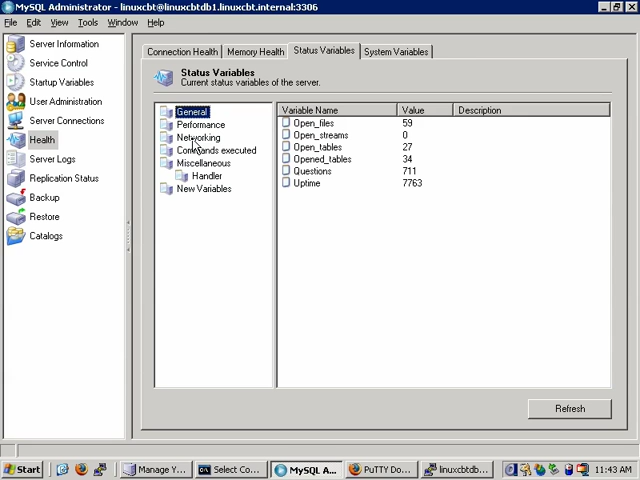 MySQL Administrator - linuxcbt@linuxcbtdb1.linuxcbt.internal:3306
File Edit View Tools Window Help
Server Information
Service Control
Startup Variables
User Administration
Server Connections
Health
Server Logs
Replication Status
Backup
Restore
Catalogs
Connection Health Memory Health Status Variables System Variables
Status Variables
Current status variables of the server.
General
Performance
Networking
Commands executed
Miscellaneous
Handler
New Variables
Variable Name Value Description
Open_files 59
Open_streams 0
Open_tables 27
Opened_tables 34
Questions 711
Uptime 7763
Refresh
Start Manage Y... Select Co... MySQL A... PuTTY Do... linuxcbtdb... 11:43 AM